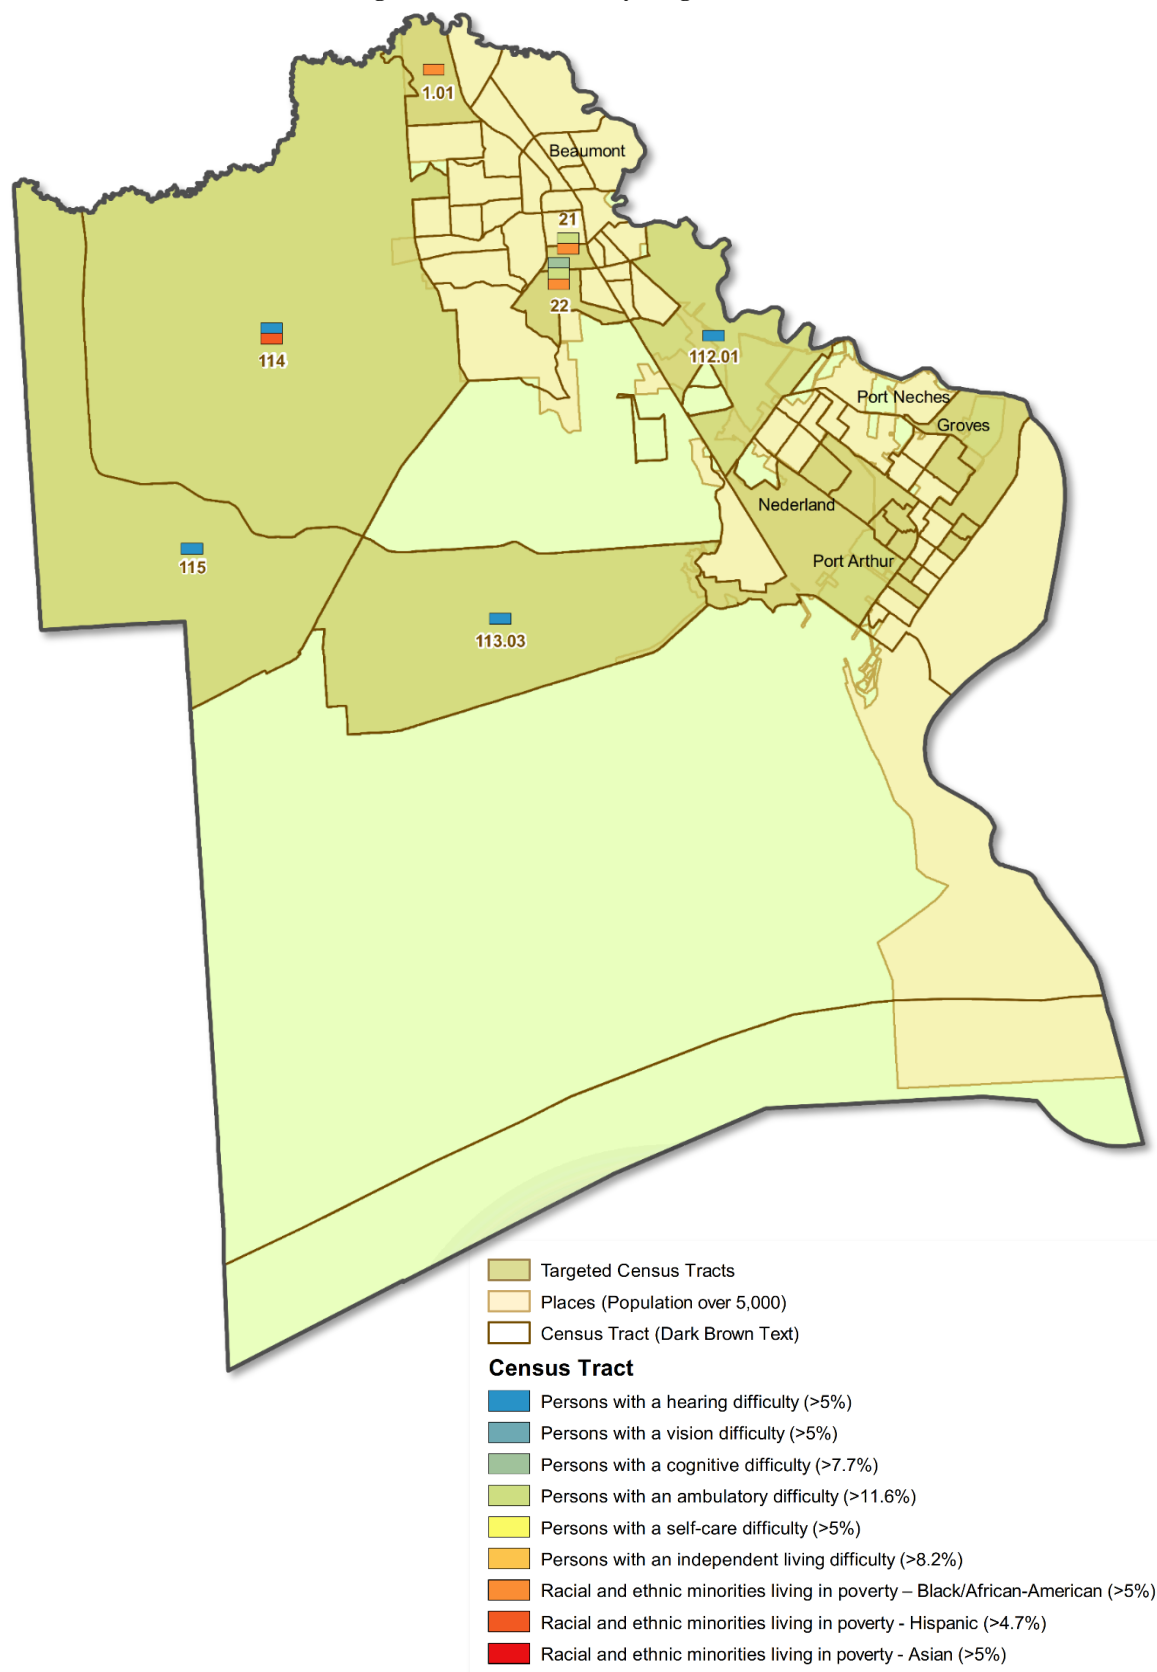 1.01
Beaumont
21
22
114
112.01
Port Neches
Groves
Nederland
Port Arthur
115
113.03
Targeted Census Tracts
Places (Population over 5,000)
Census Tract (Dark Brown Text)
Census Tract
Persons with a hearing difficulty (>5%)
Persons with a vision difficulty (>5%)
Persons with a cognitive difficulty (>7.7%)
Persons with an ambulatory difficulty (>11.6%)
Persons with a self-care difficulty (>5%)
Persons with an independent living difficulty (>8.2%)
Racial and ethnic minorities living in poverty – Black/African-American (>5%)
Racial and ethnic minorities living in poverty - Hispanic (>4.7%)
Racial and ethnic minorities living in poverty - Asian (>5%)